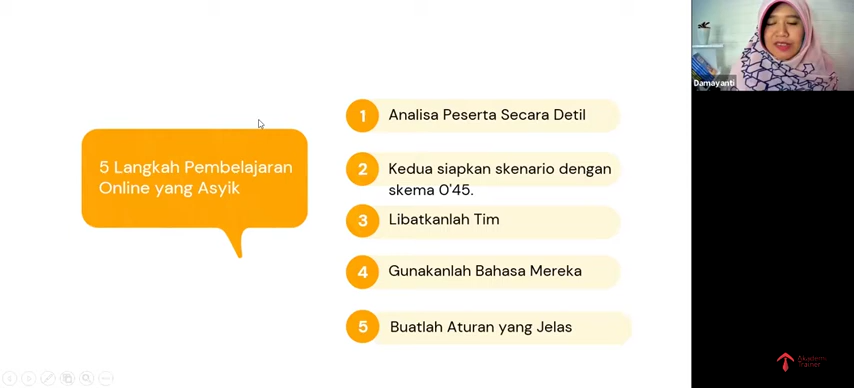 Damayanti
5 Langkah Pembelajaran
Online yang Asyik
1 Analisa Peserta Secara Detil
2 Kedua siapkan skenario dengan
skema 0'45.
3 Libatkanlah Tim
4 Gunakanlah Bahasa Mereka
5 Buatlah Aturan yang Jelas
Akademi
Trainer